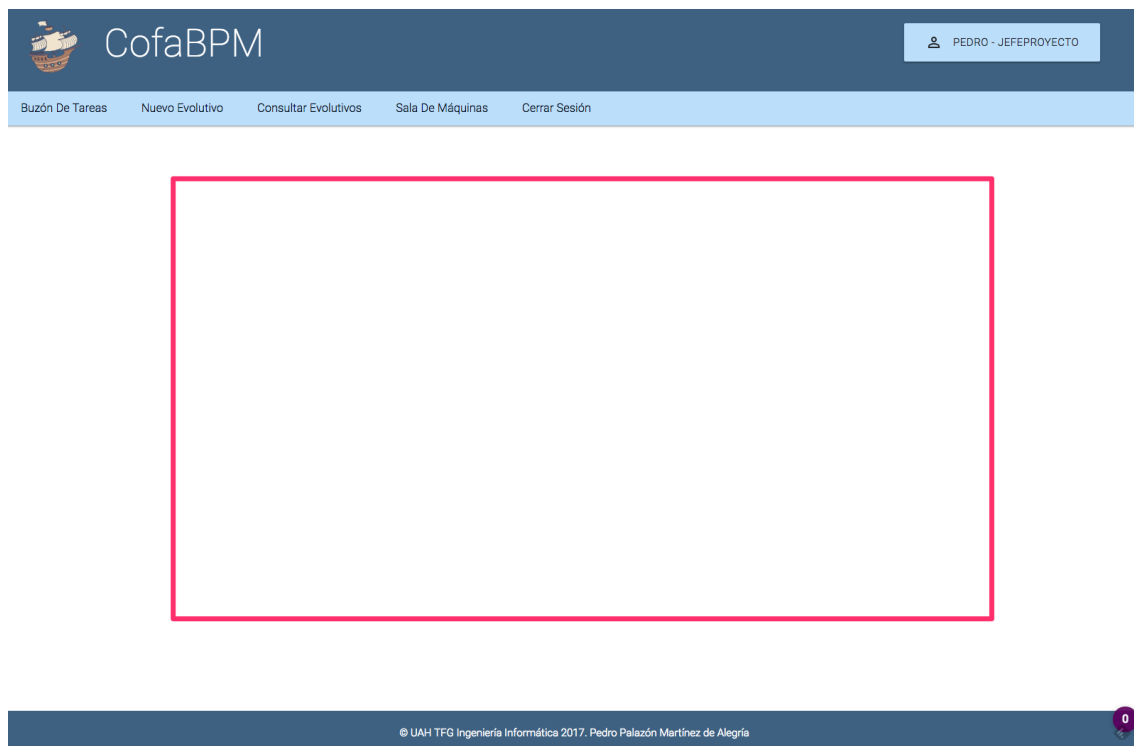 CofaBPM
PEDRO - JEFEPROYECTO
Buzón De Tareas Nuevo Evolutivo Consultar Evolutivos Sala De Máquinas Cerrar Sesión
© UAH TFG Ingeniería Informática 2017. Pedro Palazón Martínez de Alegría
0